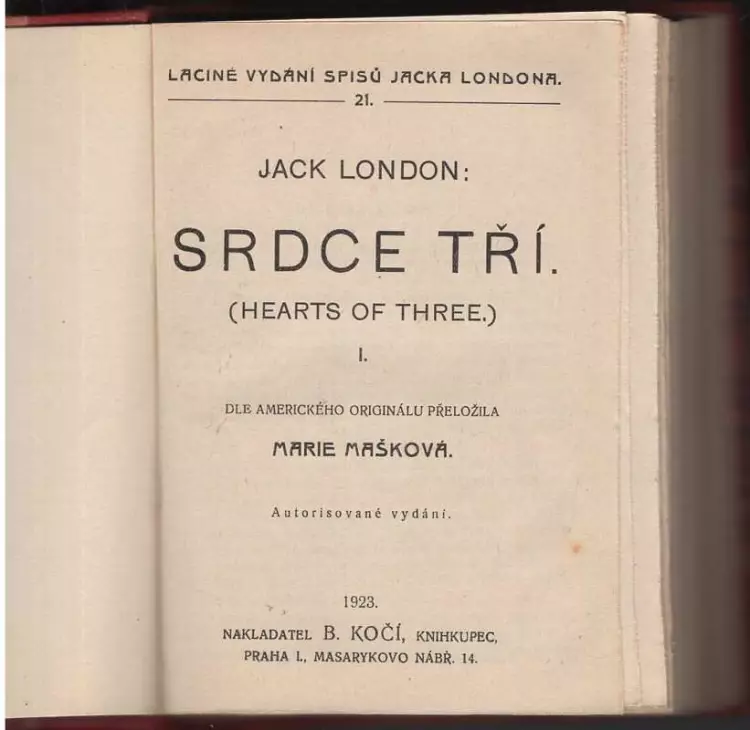 LACINÉ VYDÁNÍ SPISŮ JACKA LONDONA.
21.
JACK LONDON:
SRDCE TŘÍ.
(HEARTS OF THREE.)
I.
DLE AMERICKÉHO ORIGINÁLU PŘELOŽILA
MARIE MAŠKOVÁ.
Autorisované vydání.
1923.
NAKLADATEL B. KOČÍ, KNIHKUPEC,
PRAHA I., MASARYKOVO NÁBŘ. 14.